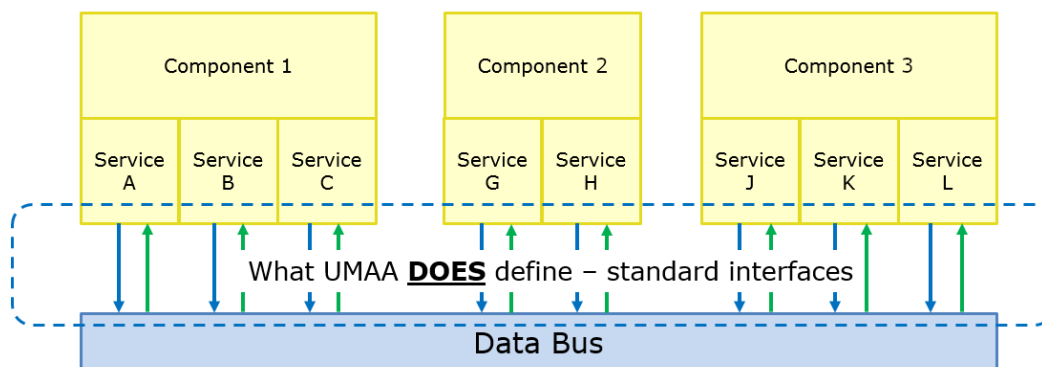 Component 1
Component 2
Component 3
Service
A
Service
B
Service
C
Service
G
Service
H
Service
J
Service
K
Service
L
What UMAA DOES define – standard interfaces
Data Bus